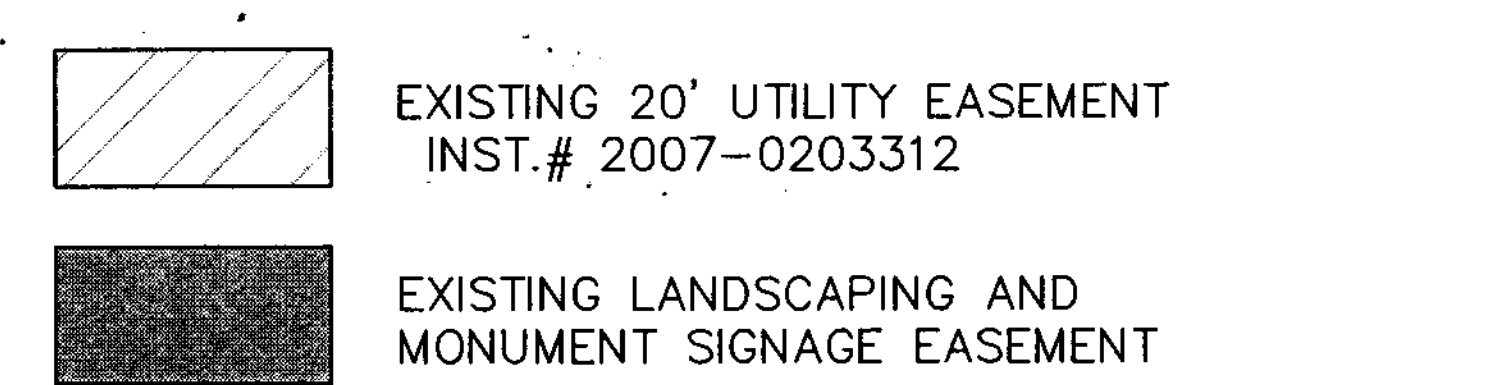 EXISTING 20' UTILITY EASEMENT
INST.# 2007-0203312
EXISTING LANDSCAPING AND
MONUMENT SIGNAGE EASEMENT